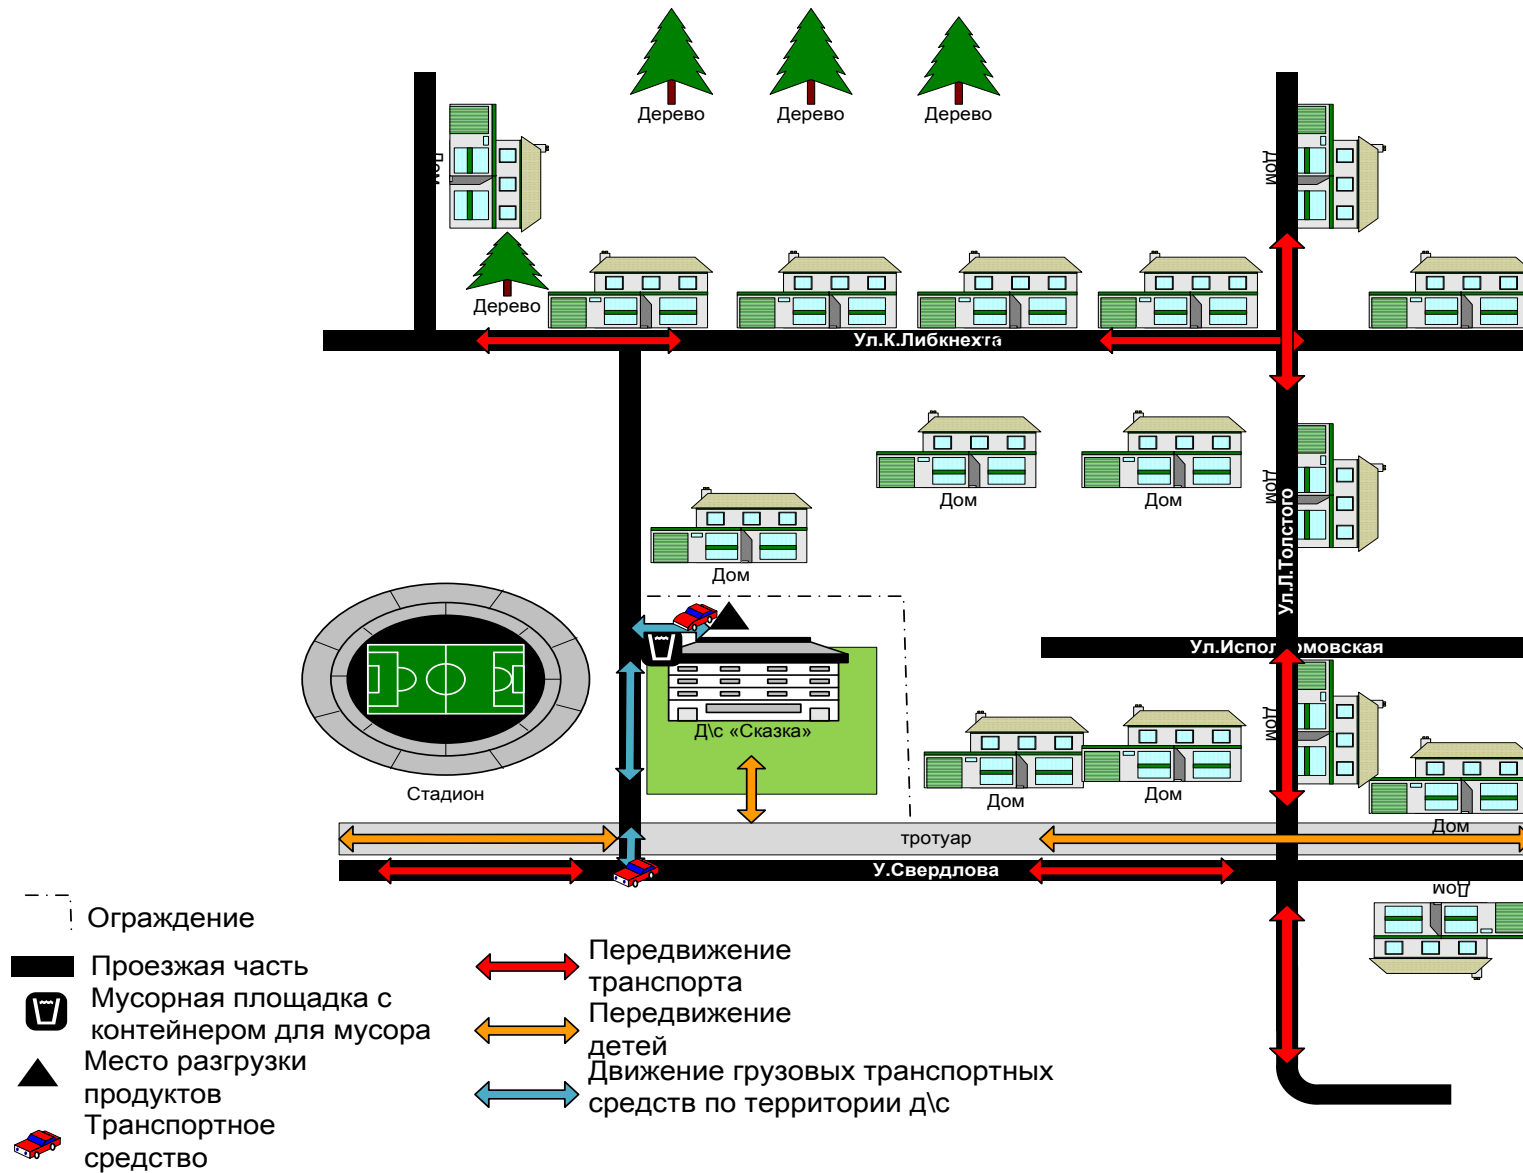 Дерево
Дерево
Дерево
Дом
Дом
Дерево
Ул.К.Либкнехта
Дом
Дом
Дом
Ул.Л.Толстого
Дом
Ул.Испол
омовская
Дом
Д\с «Сказка»
Стадион
Дом
Дом
Дом
тротуар
У.Свердлова
Дом
Ограждение
Проезжая часть
Мусорная площадка с
контейнером для мусора
Место разгрузки
продуктов
Транспортное
средство
Передвижение
транспорта
Передвижение
детей
Движение грузовых транспортных
средств по территории д\с